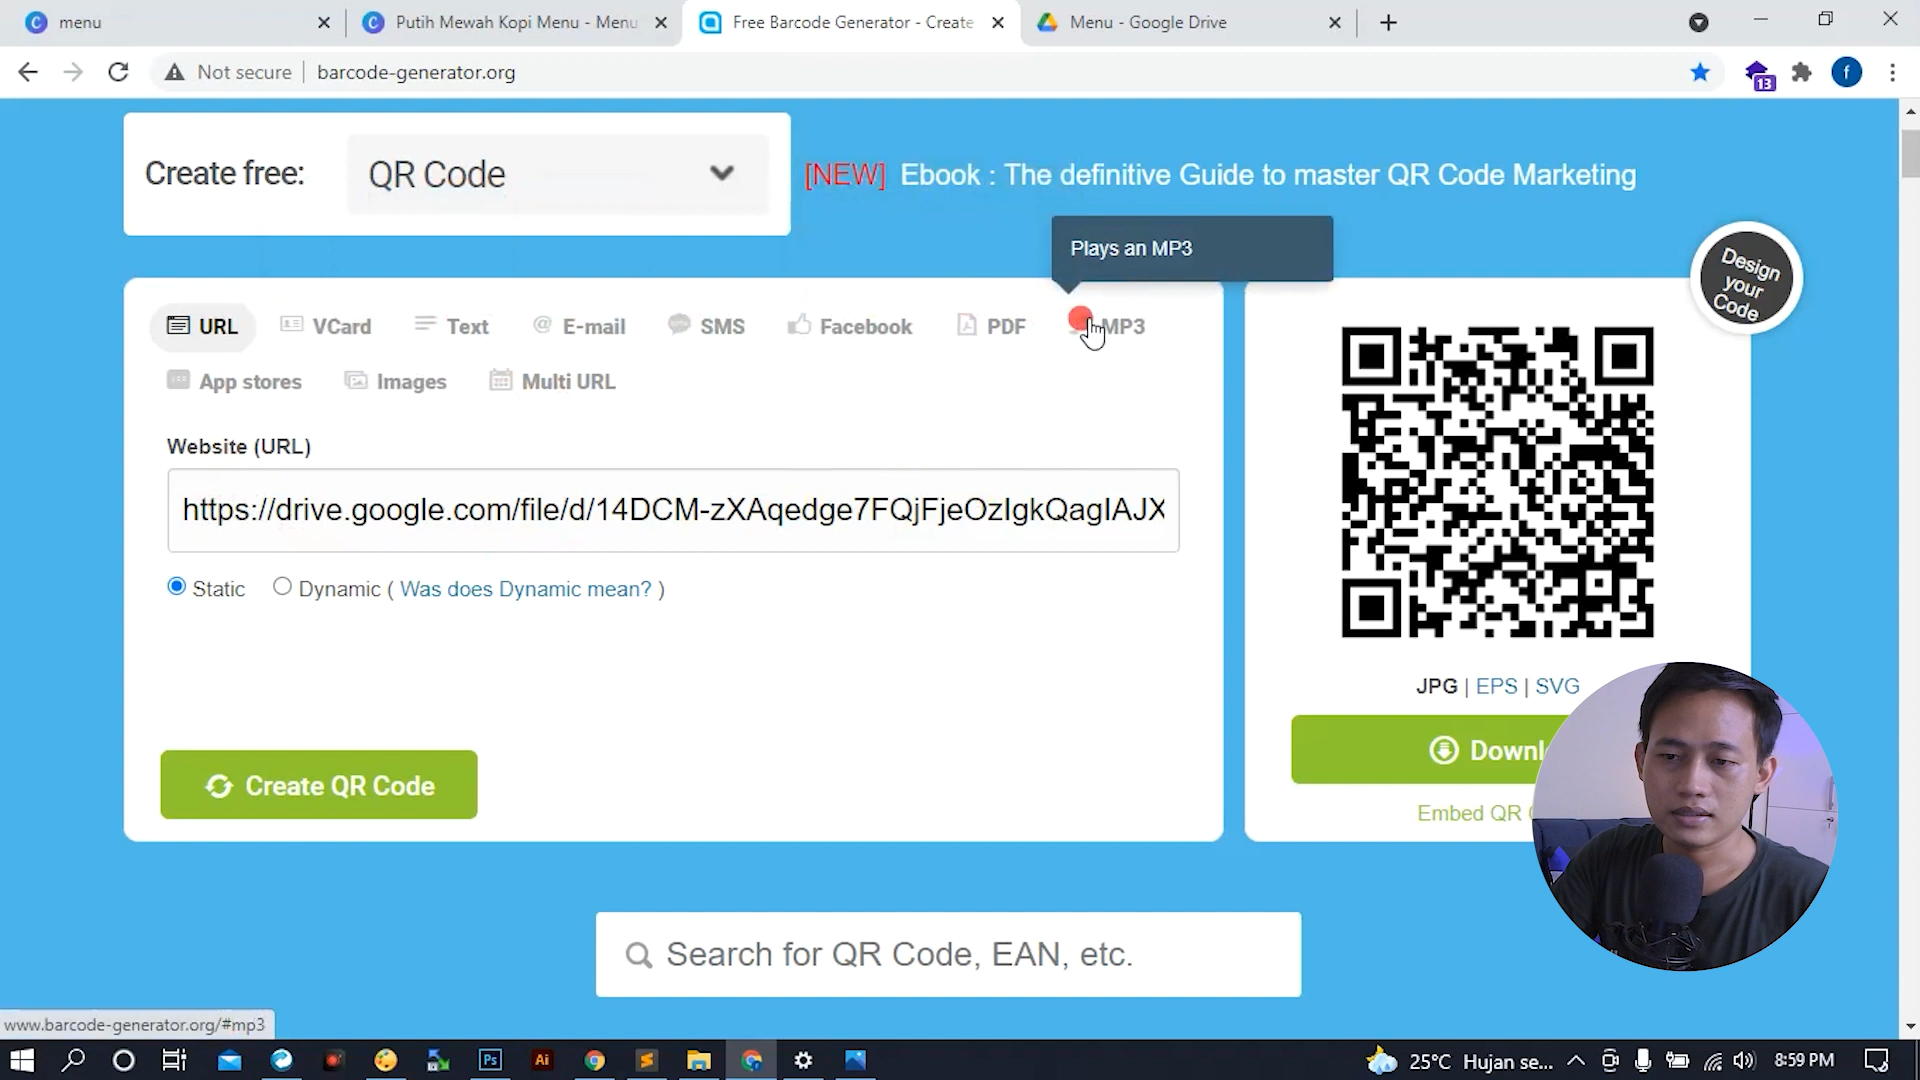 menu
Putih Mewah Kopi Menu - Menu
Free Barcode Generator - Create
Menu - Google Drive
Not secure
barcode-generator.org
13
f
Create free:
QR Code
[NEW] Ebook : The definitive Guide to master QR Code Marketing
Plays an MP3
Design
your
Code
URL
VCard
Text
E-mail
SMS
Facebook
PDF
MP3
App stores
Images
Multi URL
Website (URL)
https://drive.google.com/file/d/14DCM-zXAqedge7FQjFjeOzIgkQagIAJX
Static
Dynamic ( Was does Dynamic mean? )
JPG | EPS | SVG
Create QR Code
Embed QR
Search for QR Code, EAN, etc.
www.barcode-generator.org/#mp3
Ps
Ai
25°C Hujan se...
8:59 PM